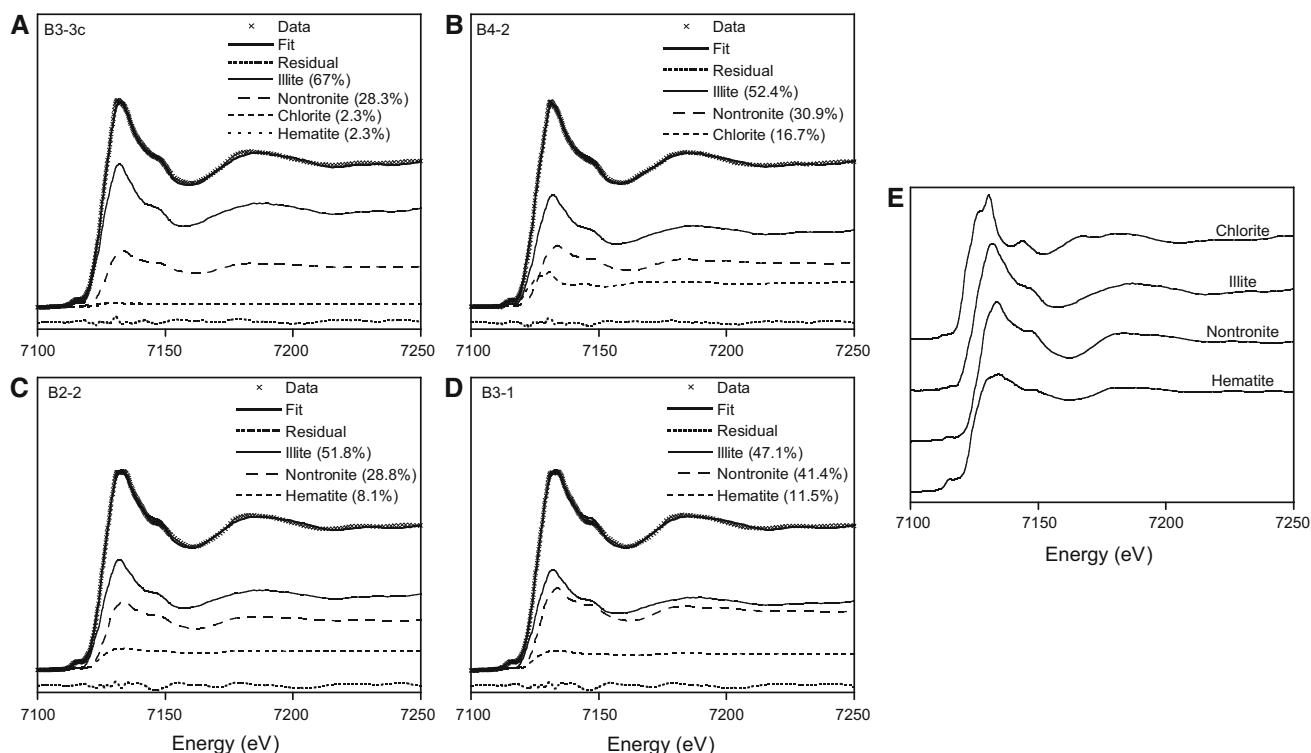 A
B3-3c
Data
Fit
Residual
Illite (67%)
Nontronite (28.3%)
Chlorite (2.3%)
Hematite (2.3%)
7100 7150 7200 7250
B
B4-2
Data
Fit
Residual
Illite (52.4%)
Nontronite (30.9%)
Chlorite (16.7%)
7100 7150 7200 7250
C
B2-2
Data
Fit
Residual
Illite (51.8%)
Nontronite (28.8%)
Hematite (8.1%)
7100 7150 7200 7250
Energy (eV)
D
B3-1
Data
Fit
Residual
Illite (47.1%)
Nontronite (41.4%)
Hematite (11.5%)
7100 7150 7200 7250
Energy (eV)
E
Chlorite
Illite
Nontronite
Hematite
7100 7150 7200 7250
Energy (eV)